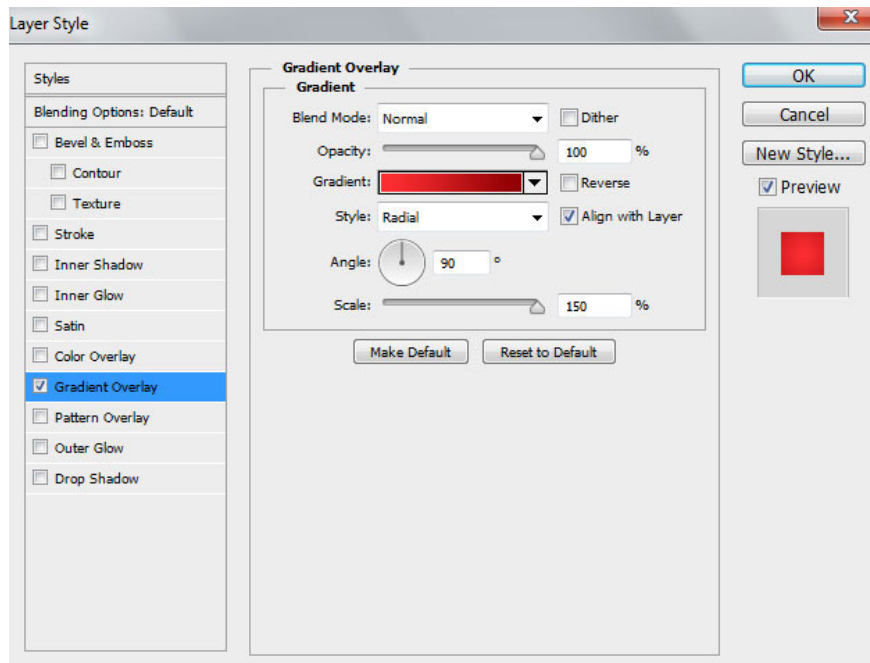 Layer Style
Styles
Blending Options: Default
Bevel & Emboss
Contour
Texture
Stroke
Inner Shadow
Inner Glow
Satin
Color Overlay
Gradient Overlay
Pattern Overlay
Outer Glow
Drop Shadow
Gradient Overlay
Gradient
Blend Mode: Normal Dither
Opacity: 100 %
Gradient: Reverse
Style: Radial Align with Layer
Angle: 90 °
Scale: 150 %
Make Default Reset to Default
OK
Cancel
New Style...
Preview